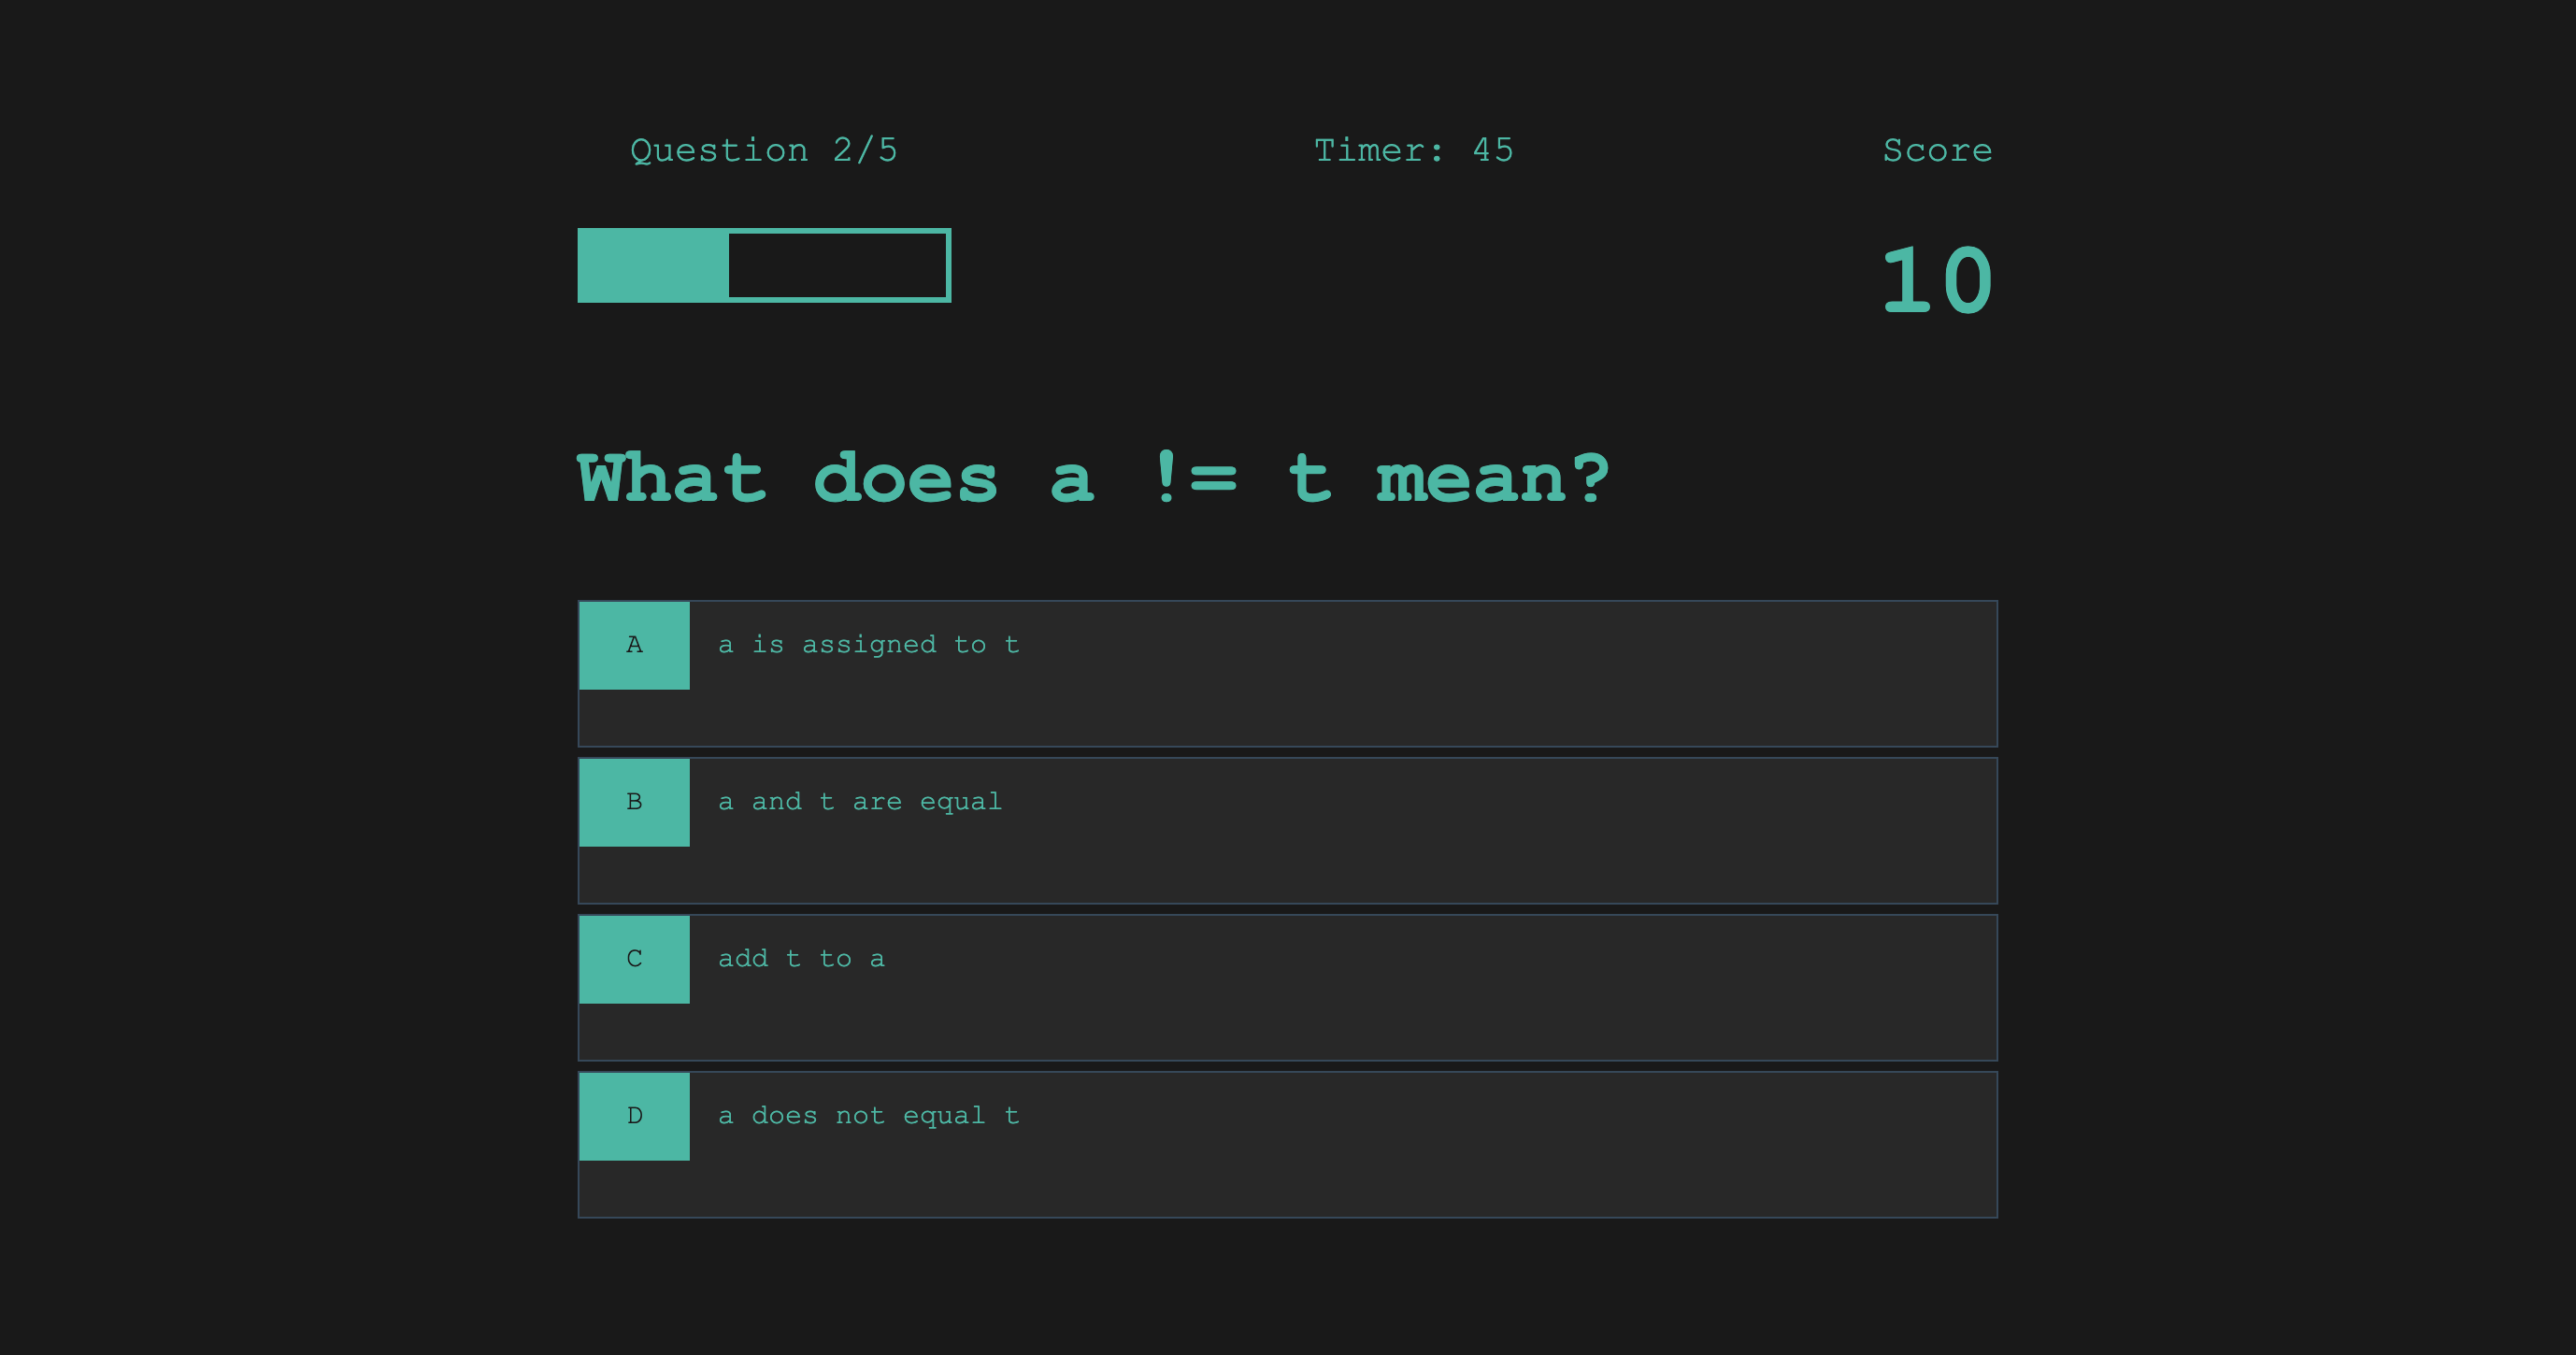 Question 2/5
Timer: 45
Score
10
What does a != t mean?
A
a is assigned to t
B
a and t are equal
C
add t to a
D
a does not equal t